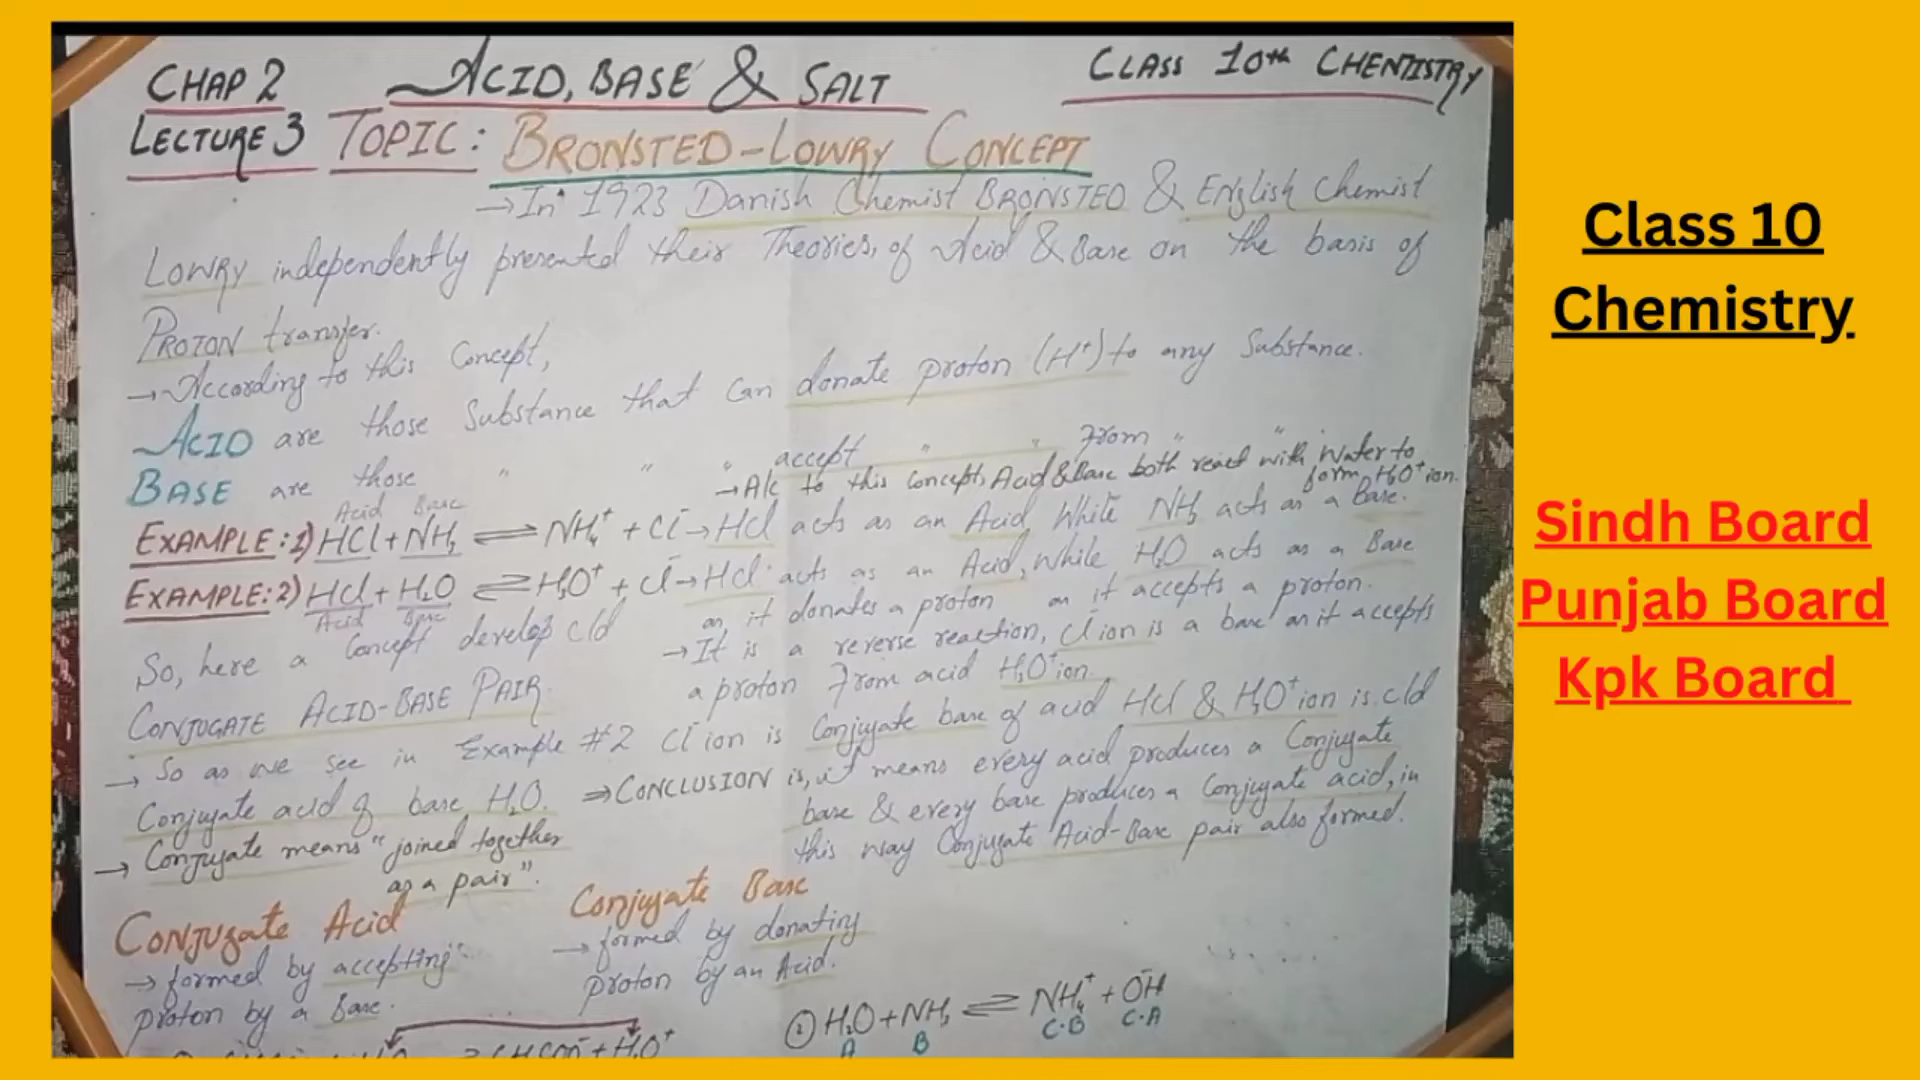 CHAP 2 ACID, BASE & SALT CLASS 10th CHEMISTRY
LECTURE 3 TOPIC: BRONSTED-LOWRY CONCEPT
→ In 1923 Danish Chemist BRONSTED & English Chemist
LOWRY independently presented their Theories, of Acid & Base on the basis of
PROTON transfer.
→ According to this Concept,
ACID are those Substance that can donate proton (H⁺) to any Substance.
BASE are those " " " accept " " From " "
→ A/c to this concept, Acid & Base both react with Water to
form H₃O⁺ ion.
Acid Base
EXAMPLE: 1) HCl + NH₃ ⇌ NH₄⁺ + Cl⁻ → HCl acts as an Acid While NH₃ acts as a Base.
EXAMPLE: 2) HCl + H₂O ⇌ H₃O⁺ + Cl⁻ → HCl acts as an Acid, While H₂O acts as a Base
Acid Base
as it donates a proton as it accepts a proton.
So, here a Concept develop c/d
CONJUGATE ACID-BASE PAIR
→ It is a reverse reaction, Cl⁻ ion is a base as it accepts
a proton From acid H₃O⁺ ion.
→ So as we see in Example #2 Cl⁻ ion is Conjugate base of acid HCl & H₃O⁺ ion is c/d
Conjugate acid of base H₂O.
⇒ CONCLUSION is, it means every acid produces a Conjugate
base & every base produces a Conjugate acid, in
this way Conjugate Acid-Base pair also formed.
→ Conjugate means "joined together
as a pair".
Conjugate Acid
→ formed by accepting
proton by a Base.
Conjugate Base
→ formed by donating
proton by an Acid.
② H₂O + NH₃ ⇌ NH₄⁺ + OH⁻
A B C.B C.A
Class 10
Chemistry
Sindh Board
Punjab Board
Kpk Board